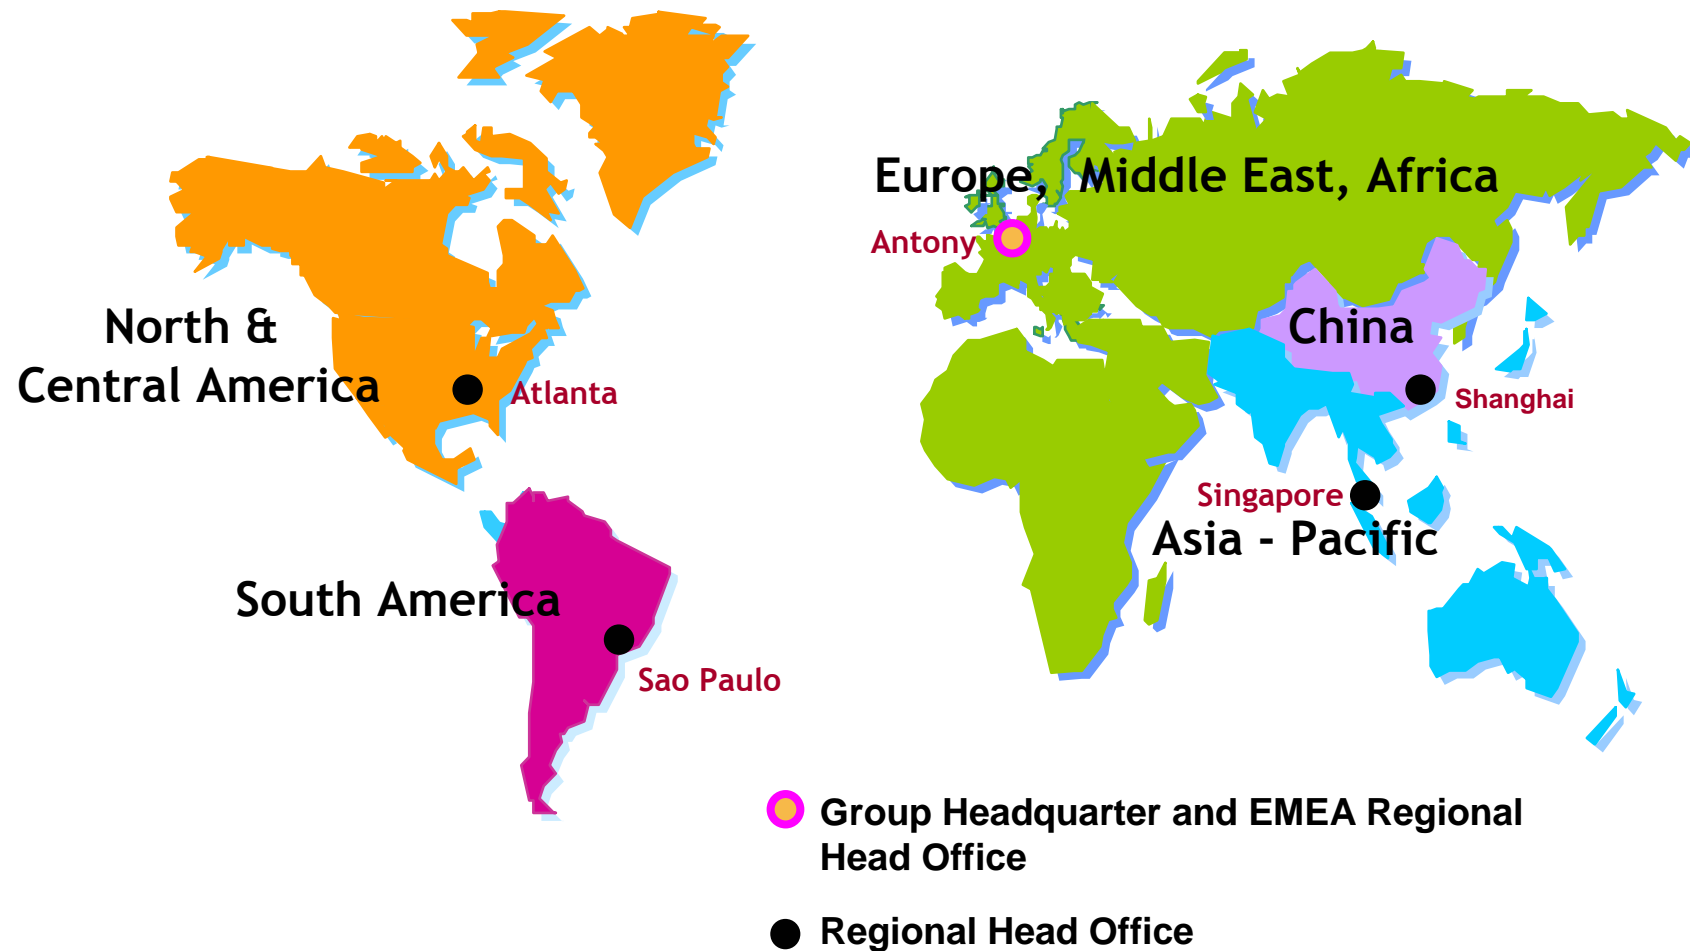 Europe, Middle East, Africa
Antony
North &
Central America
China
Atlanta
Shanghai
Singapore
Asia - Pacific
South America
Sao Paulo
Group Headquarter and EMEA Regional
Head Office
Regional Head Office